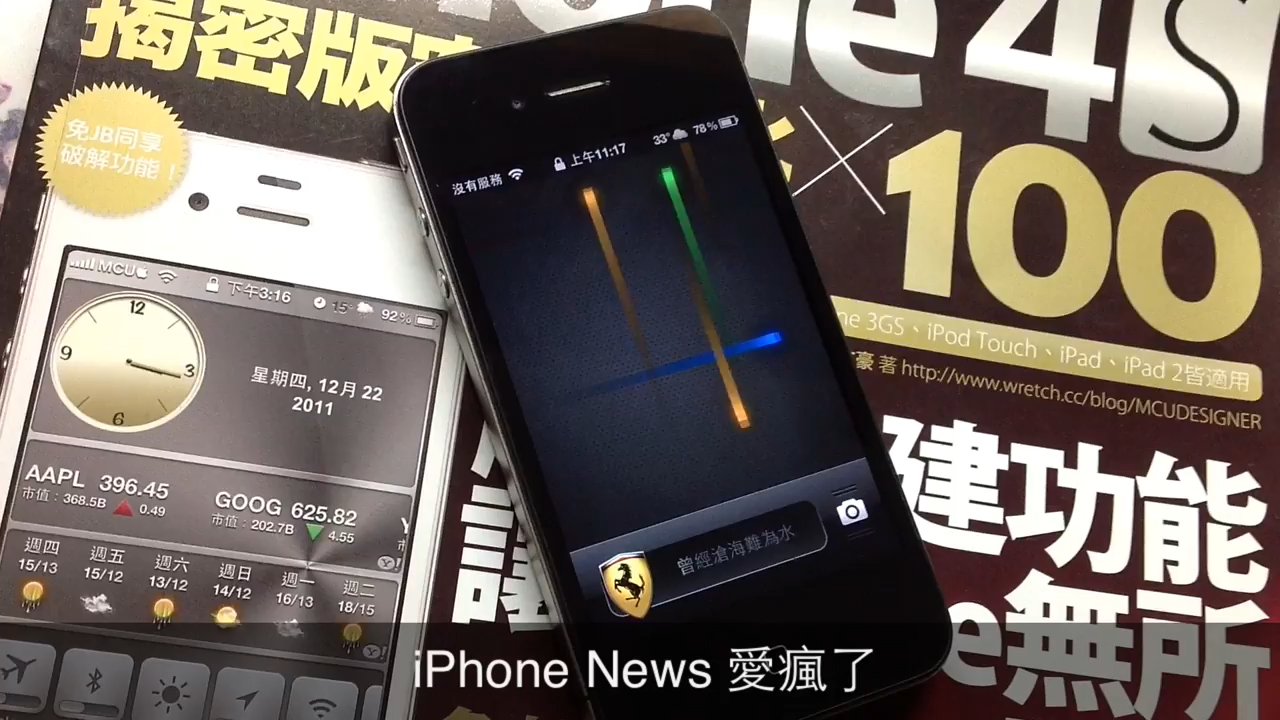 iPhone 4S
揭密版
×100
免JB同享
破解功能！
ne 3GS、iPod Touch、iPad、iPad 2皆適用
豪 著 http://www.wretch.cc/blog/MCUDESIGNER
建功能
讓
e無所
MCU
下午3:16
15°
92%
12
3
6
9
星期四, 12月 22
2011
AAPL 396.45
市值：368.5B 0.49
GOOG 625.82
市值：202.7B 4.55
週四 週五 週六 週日 週一 週二
15/13 15/12 13/12 14/12 16/13 18/15
沒有服務
上午11:17
33°
78%
曾經滄海難為水
iPhone News 愛瘋了